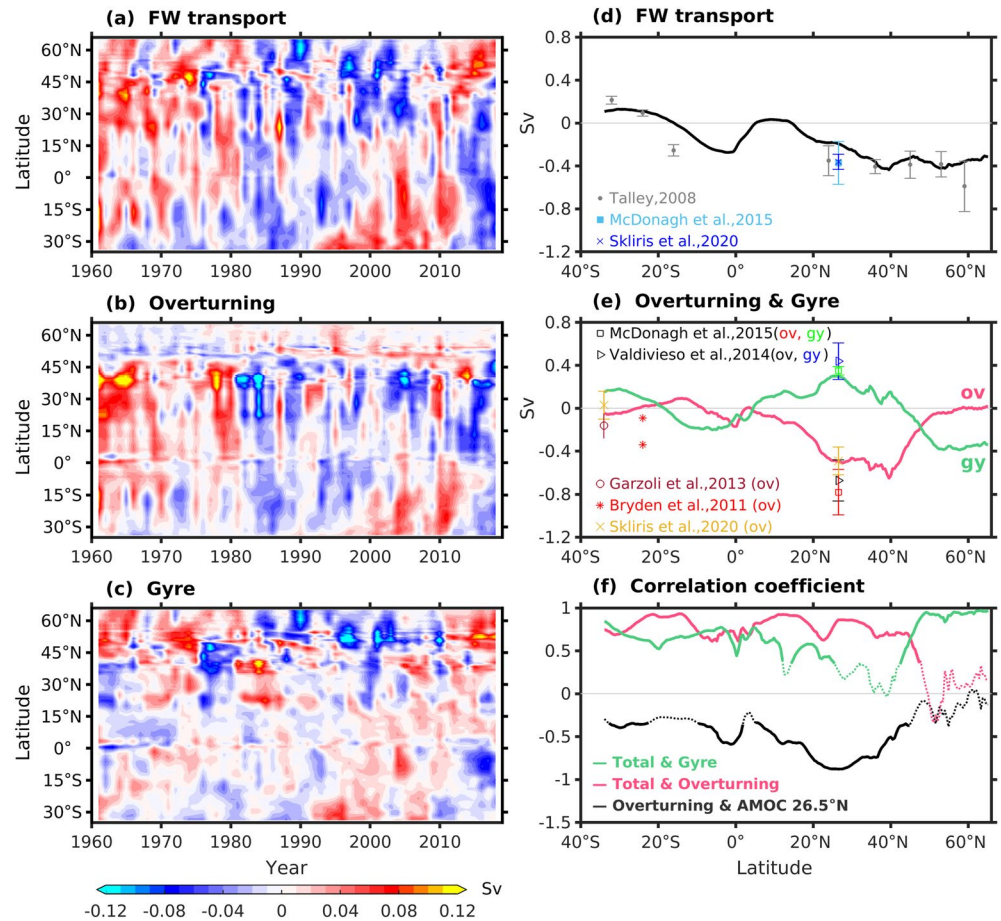 (a) FW transport
Latitude
60°N
45°N
30°N
15°N
0°
15°S
30°S
1960 1970 1980 1990 2000 2010
(b) Overturning
Latitude
60°N
45°N
30°N
15°N
0°
15°S
30°S
1960 1970 1980 1990 2000 2010
(c) Gyre
Latitude
60°N
45°N
30°N
15°N
0°
15°S
30°S
1960 1970 1980 1990 2000 2010
Year
Sv
-0.12 -0.08 -0.04 0 0.04 0.08 0.12
(d) FW transport
Sv
0.8
0.4
0
-0.4
-0.8
-1.2
Talley,2008
McDonagh et al.,2015
Skliris et al.,2020
40°S 20°S 0° 20°N 40°N 60°N
(e) Overturning & Gyre
Sv
0.8
0.4
0
-0.4
-0.8
-1.2
McDonagh et al.,2015(ov, gy)
Valdivieso et al.,2014(ov, gy)
ov
gy
Garzoli et al.,2013 (ov)
Bryden et al.,2011 (ov)
Skliris et al.,2020 (ov)
40°S 20°S 0° 20°N 40°N 60°N
(f) Correlation coefficient
1
0.5
0
-0.5
-1
-1.5
Total & Gyre
Total & Overturning
Overturning & AMOC 26.5°N
40°S 20°S 0° 20°N 40°N 60°N
Latitude